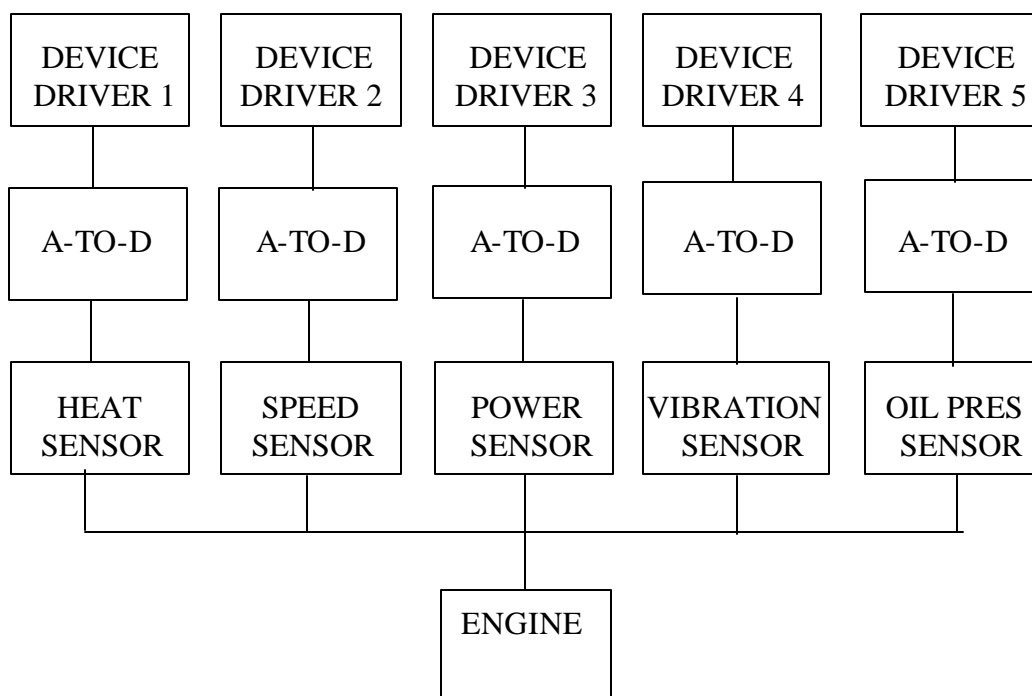 DEVICE
DRIVER 1
DEVICE
DRIVER 2
DEVICE
DRIVER 3
DEVICE
DRIVER 4
DEVICE
DRIVER 5
A-TO-D
A-TO-D
A-TO-D
A-TO-D
A-TO-D
HEAT
SENSOR
SPEED
SENSOR
POWER
SENSOR
VIBRATION
SENSOR
OIL PRES
SENSOR
ENGINE